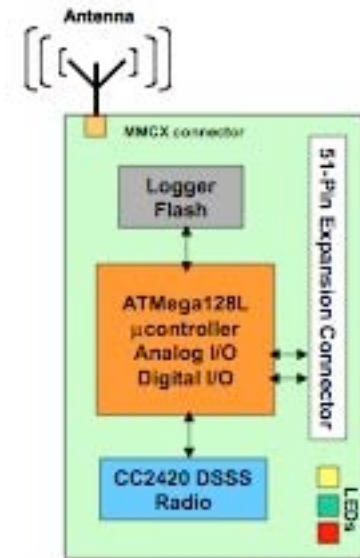 Antenna
MMCX connector
Logger
Flash
51-Pin Expansion Connector
ATMega128L
μcontroller
Analog I/O
Digital I/O
CC2420 DSSS
Radio
LEDs